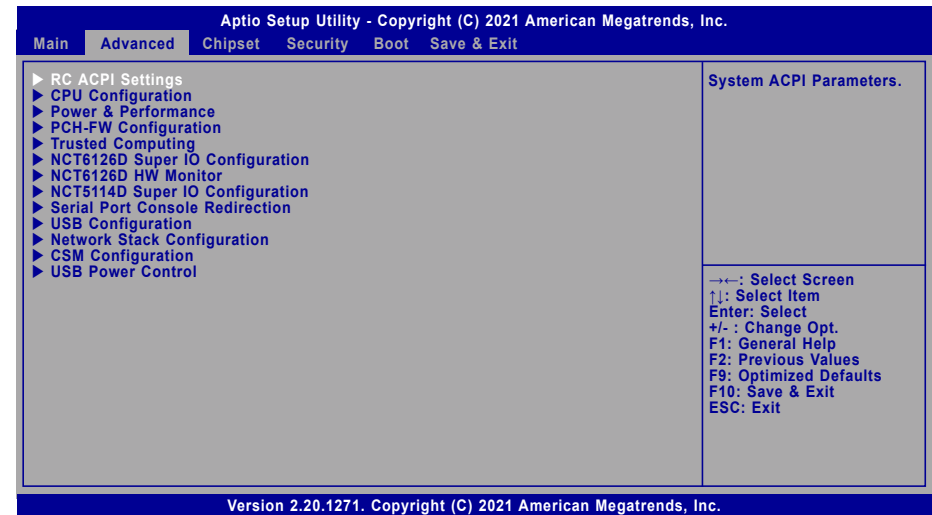 Aptio Setup Utility - Copyright (C) 2021 American Megatrends, Inc.
Main Advanced Chipset Security Boot Save & Exit
▶ RC ACPI Settings
▶ CPU Configuration
▶ Power & Performance
▶ PCH-FW Configuration
▶ Trusted Computing
▶ NCT6126D Super IO Configuration
▶ NCT6126D HW Monitor
▶ NCT5114D Super IO Configuration
▶ Serial Port Console Redirection
▶ USB Configuration
▶ Network Stack Configuration
▶ CSM Configuration
▶ USB Power Control
System ACPI Parameters.
→←: Select Screen
↑↓: Select Item
Enter: Select
+/- : Change Opt.
F1: General Help
F2: Previous Values
F9: Optimized Defaults
F10: Save & Exit
ESC: Exit
Version 2.20.1271. Copyright (C) 2021 American Megatrends, Inc.